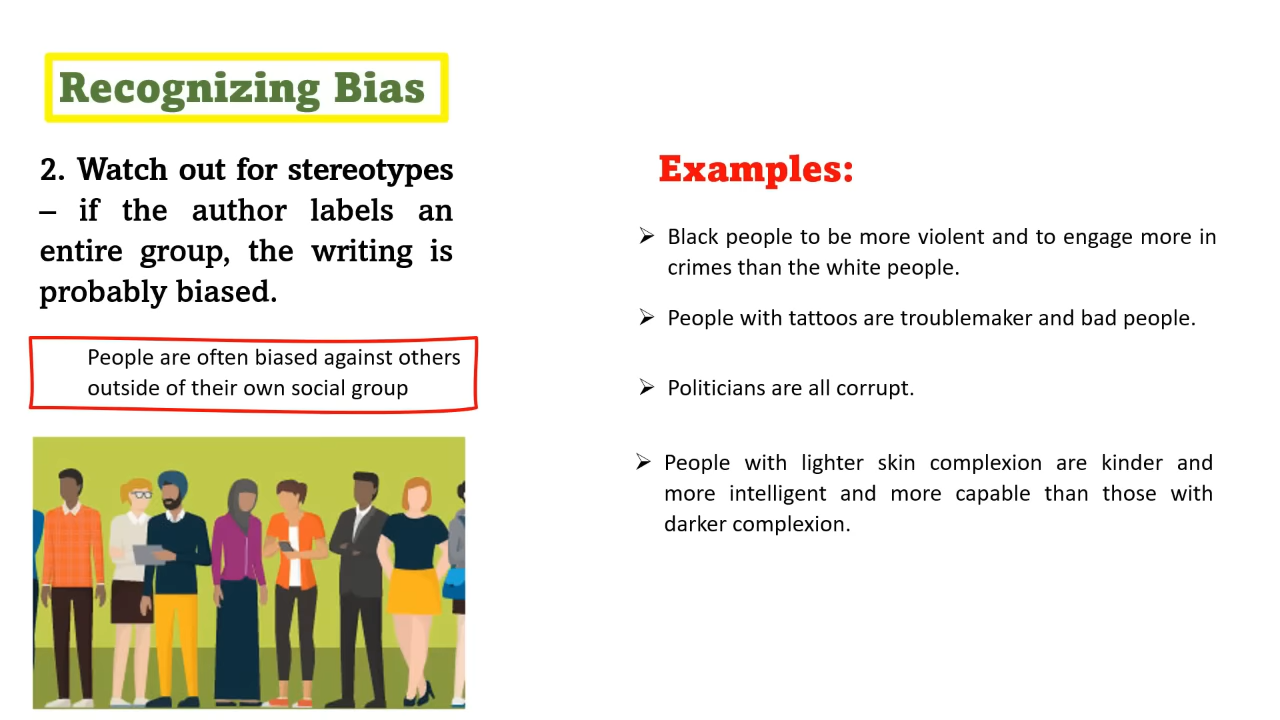 Recognizing Bias
2. Watch out for stereotypes
– if the author labels an
entire group, the writing is
probably biased.
People are often biased against others
outside of their own social group
Examples:
➢ Black people to be more violent and to engage more in
crimes than the white people.
➢ People with tattoos are troublemaker and bad people.
➢ Politicians are all corrupt.
➢ People with lighter skin complexion are kinder and
more intelligent and more capable than those with
darker complexion.